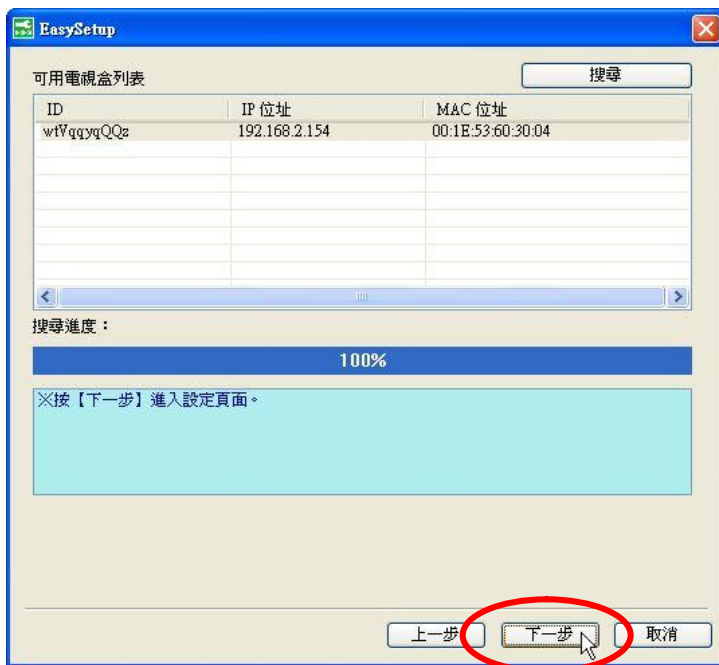 EasySetup
可用電視盒列表
搜尋
ID IP 位址 MAC 位址
wtVqqyqQQz 192.168.2.154 00:1E:53:60:30:04
搜尋進度：
100%
※按【下一步】進入設定頁面。
上一步 下一步 取消